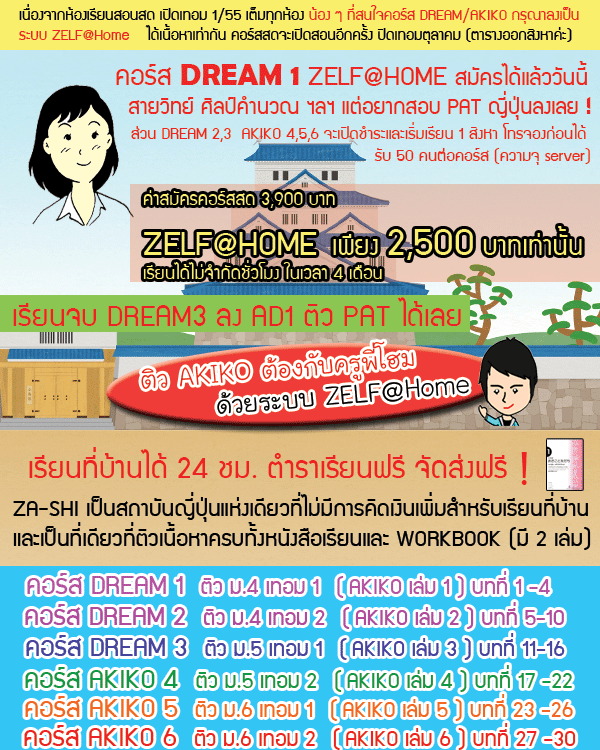 เนื่องจากห้องเรียนสอนสด เปิดเทอม 1/55 เต็มทุกห้อง น้อง ๆ ที่สนใจคอร์ส DREAM/AKIKO กรุณาลงเป็น
ระบบ ZELF@Home ได้เนื้อหาเท่ากัน คอร์สสดจะเปิดสอนอีกครั้ง ปิดเทอมตุลาคม (ตารางออกสิงหาค่ะ)
คอร์ส DREAM 1 ZELF@HOME สมัครได้แล้ววันนี้
สายวิทย์ ศิลป์คำนวณ ฯลฯ แต่อยากสอบ PAT ญี่ปุ่นลงเลย !
ส่วน DREAM 2,3 AKIKO 4,5,6 จะเปิดชำระและเริ่มเรียน 1 สิงหา โทรจองก่อนได้
รับ 50 คนต่อคอร์ส (ความจุ server)
ค่าสมัครคอร์สสด 3,900 บาท
ZELF@HOME เพียง 2,500 บาทเท่านั้น
เรียนได้ไม่จำกัดชั่วโมง ในเวลา 4 เดือน
เรียนจบ DREAM3 ลง AD1 ติว PAT ได้เลย
ติว AKIKO ต้องกับครูพี่โฮม
ด้วยระบบ ZELF@Home
เรียนที่บ้านได้ 24 ชม. ตำราเรียนฟรี จัดส่งฟรี !
ZA-SHI เป็นสถาบันญี่ปุ่นแห่งเดียวที่ไม่มีการคิดเงินเพิ่มสำหรับเรียนที่บ้าน
และเป็นที่เดียวที่ติวเนื้อหาครบทั้งหนังสือเรียนและ WORKBOOK (มี 2 เล่ม)
คอร์ส DREAM 1 ติว ม.4 เทอม 1 ( AKIKO เล่ม 1 ) บทที่ 1 -4
คอร์ส DREAM 2 ติว ม.4 เทอม 2 ( AKIKO เล่ม 2 ) บทที่ 5-10
คอร์ส DREAM 3 ติว ม.5 เทอม 1 ( AKIKO เล่ม 3 ) บทที่ 11-16
คอร์ส AKIKO 4 ติว ม.5 เทอม 2 ( AKIKO เล่ม 4 ) บทที่ 17 -22
คอร์ส AKIKO 5 ติว ม.6 เทอม 1 ( AKIKO เล่ม 5 ) บทที่ 23 -26
คอร์ส AKIKO 6 ติว ม.6 เทอม 2 ( AKIKO เล่ม 6 ) บทที่ 27 -30